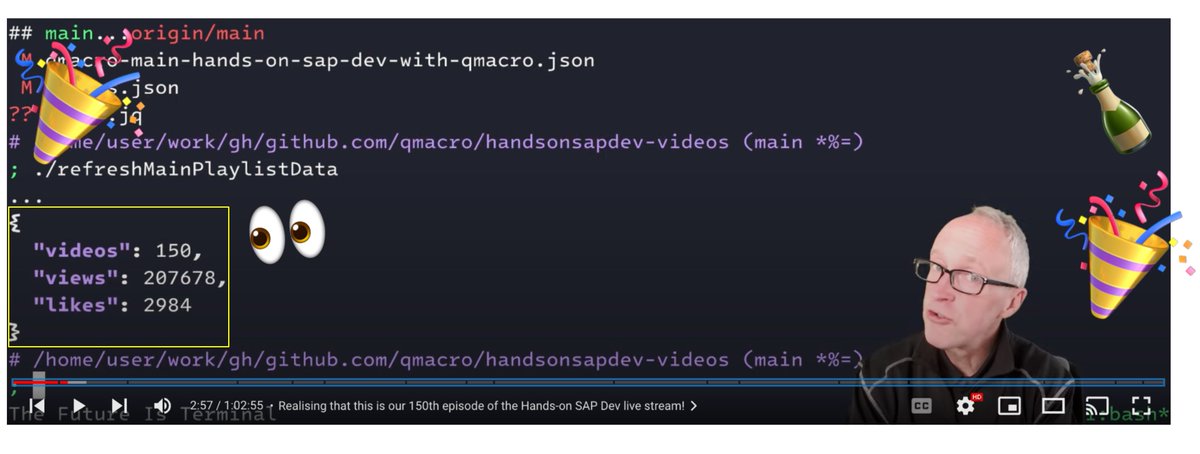 ## main...origin/main
M qmacro-main-hands-on-sap-dev-with-qmacro.json
M .json
?? .jq
# /home/user/work/gh/github.com/qmacro/handsonsapdev-videos (main *%=)
; ./refreshMainPlaylistData
...
{
"videos": 150,
"views": 207678,
"likes": 2984
}
# /home/user/work/gh/github.com/qmacro/handsonsapdev-videos (main *%=)
;
2:57 / 1:02:55 • Realising that this is our 150th episode of the Hands-on SAP Dev live stream! >
CC
HD
The Future Is Terminal
1:bash*